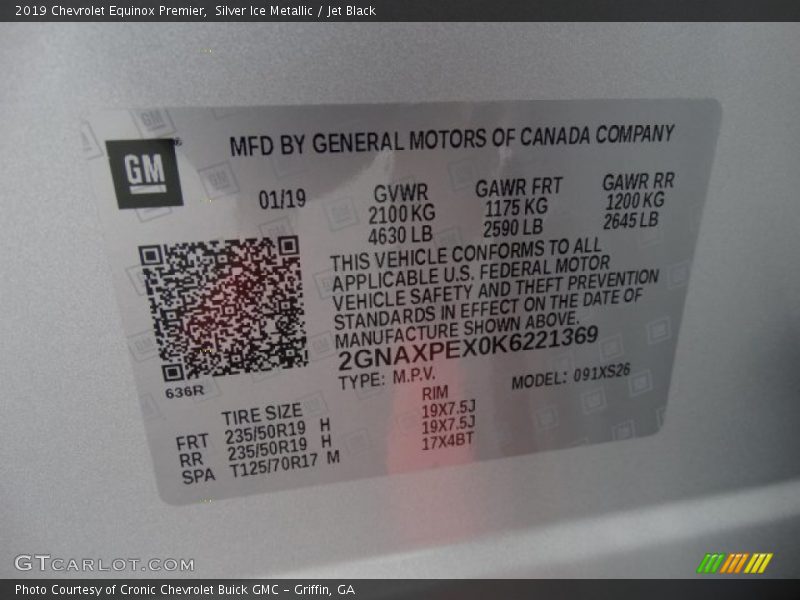 2019 Chevrolet Equinox Premier,  Silver Ice Metallic / Jet Black
GM
MFD BY GENERAL MOTORS OF CANADA COMPANY
01/19
GVWR
2100 KG
4630 LB
GAWR FRT
1175 KG
2590 LB
GAWR RR
1200 KG
2645 LB
THIS VEHICLE CONFORMS TO ALL
APPLICABLE U.S. FEDERAL MOTOR
VEHICLE SAFETY AND THEFT PREVENTION
STANDARDS IN EFFECT ON THE DATE OF
MANUFACTURE SHOWN ABOVE.
2GNAXPEX0K6221369
636R
TYPE: M.P.V.
MODEL: 091XS26
TIRE SIZE
RIM
FRT 235/50R19 H 19X7.5J
RR 235/50R19 H 19X7.5J
SPA T125/70R17 M 17X4BT
GTCARLOT.COM
Photo Courtesy of Cronic Chevrolet Buick GMC – Griffin, GA